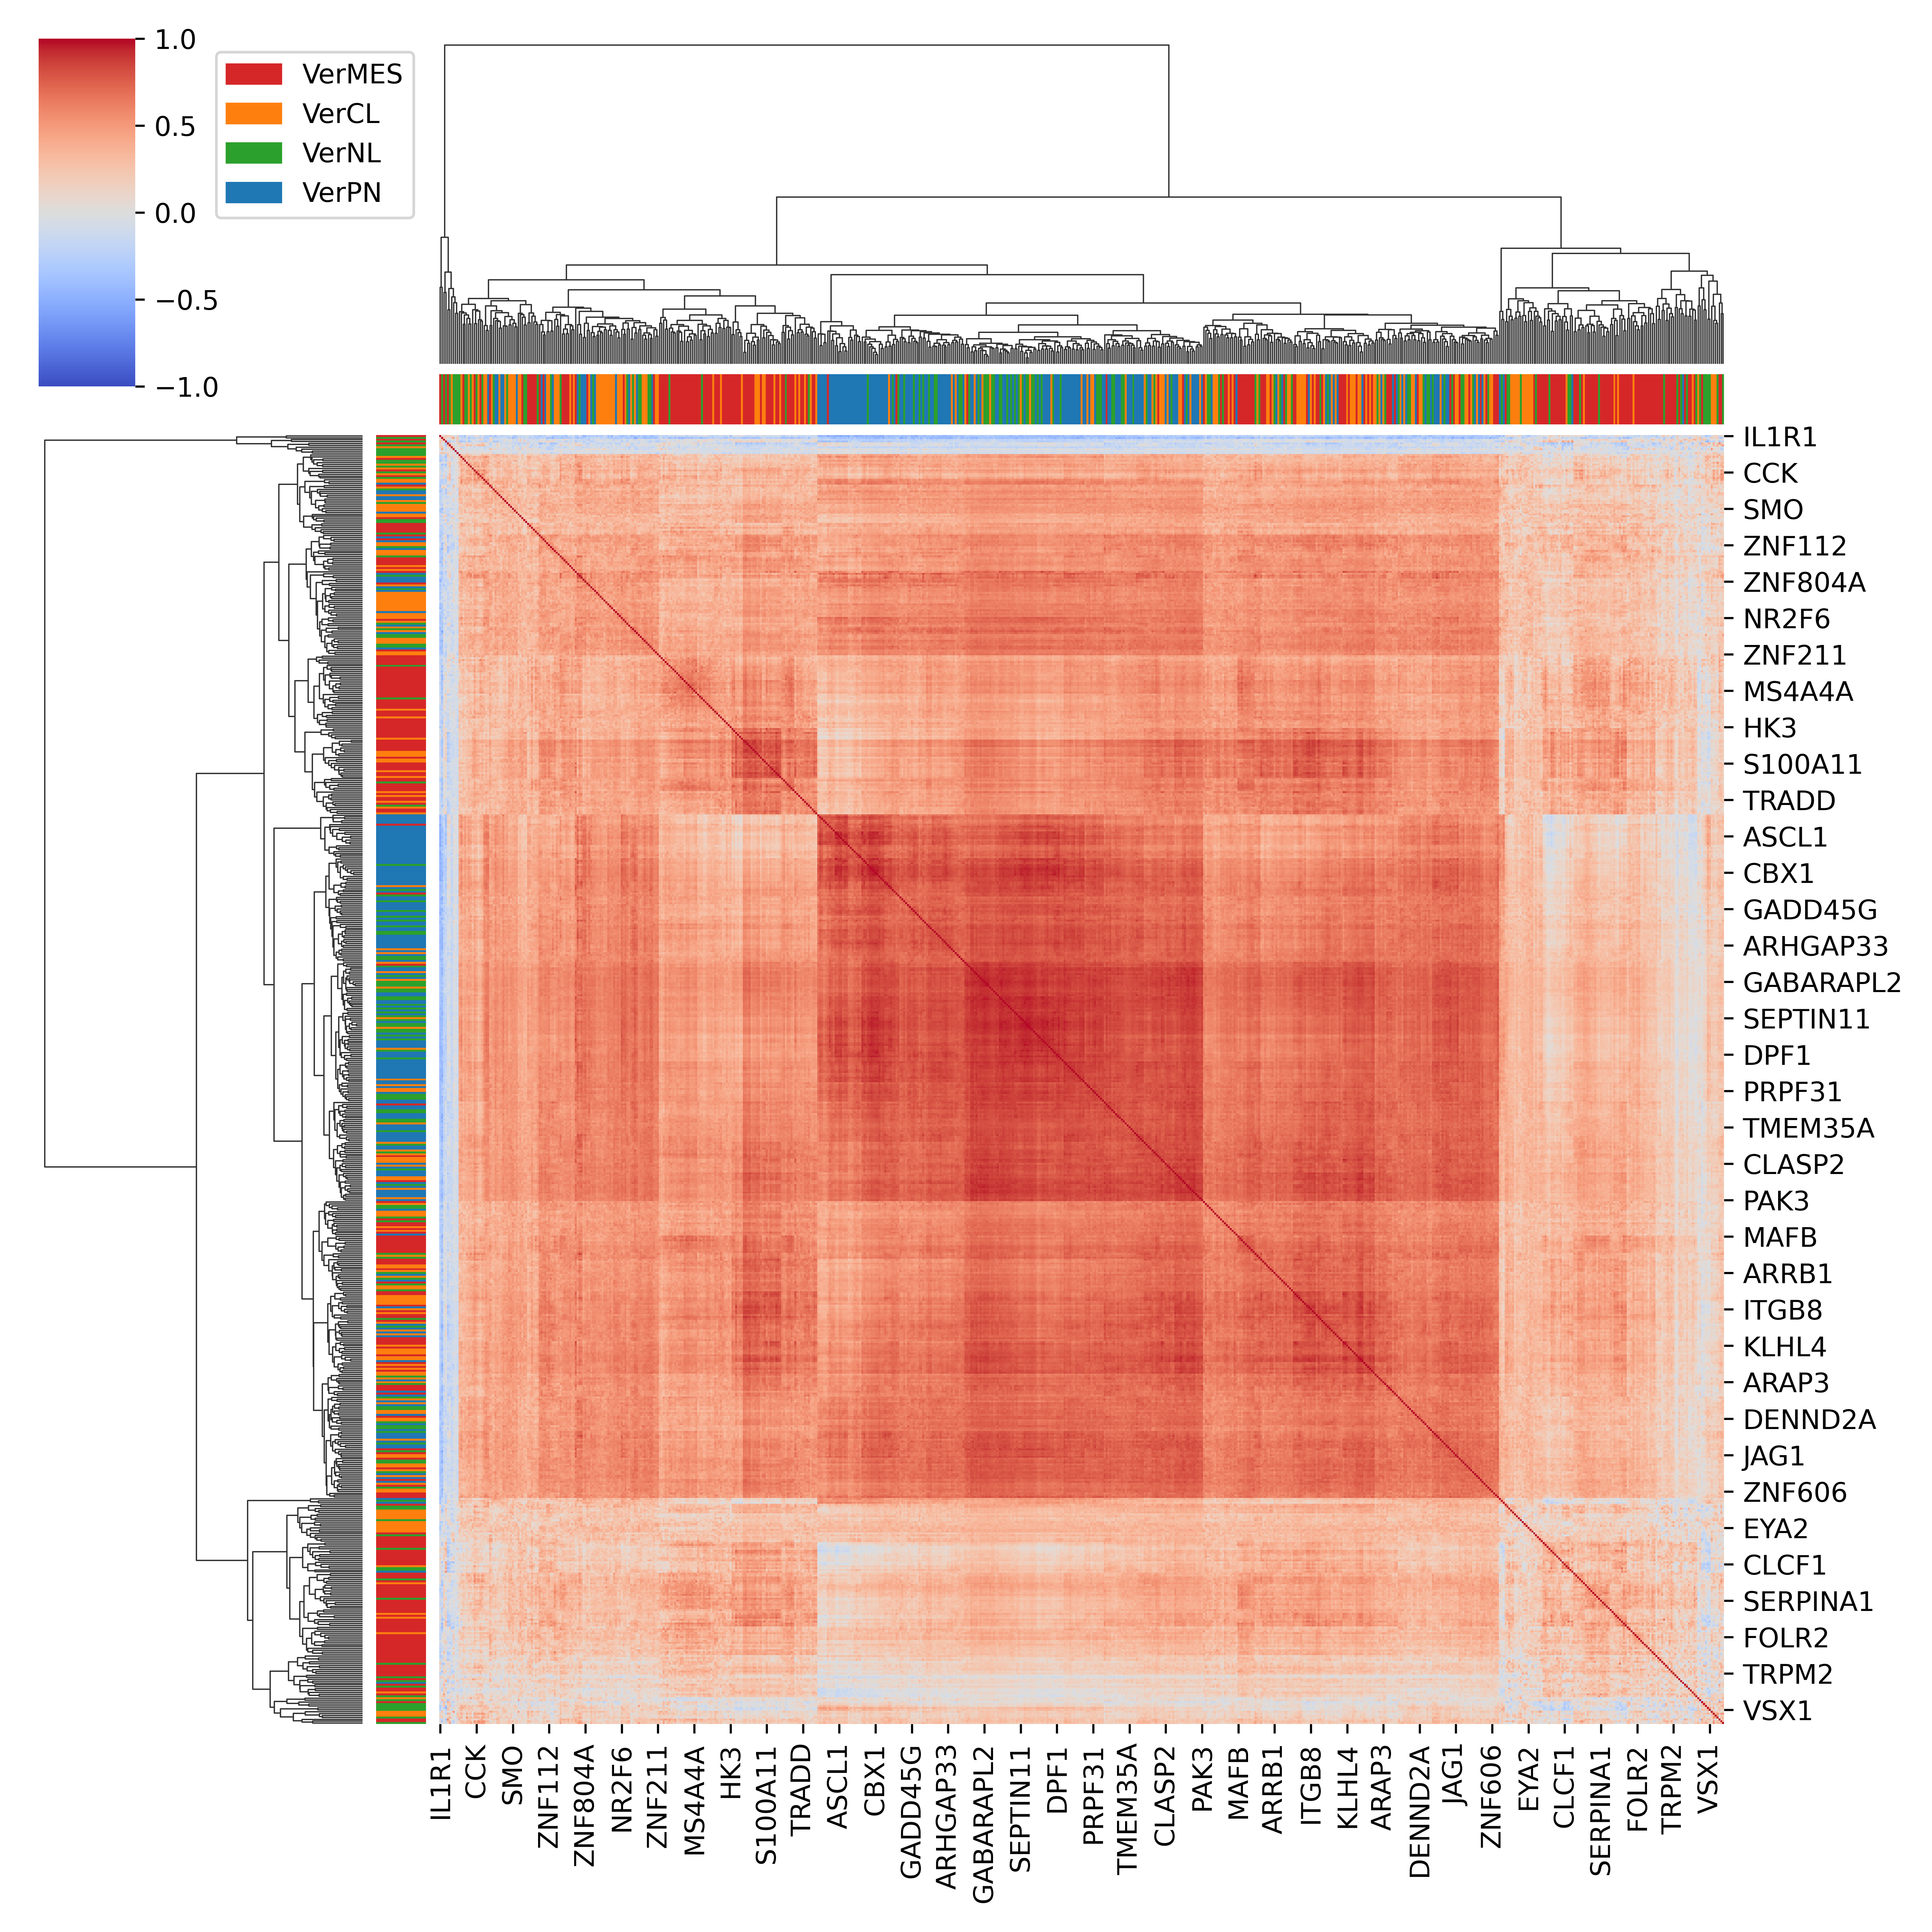 1.0
0.5
0.0
−0.5
−1.0
VerMES
VerCL
VerNL
VerPN
IL1R1
CCK
SMO
ZNF112
ZNF804A
NR2F6
ZNF211
MS4A4A
HK3
S100A11
TRADD
ASCL1
CBX1
GADD45G
ARHGAP33
GABARAPL2
SEPTIN11
DPF1
PRPF31
TMEM35A
CLASP2
PAK3
MAFB
ARRB1
ITGB8
KLHL4
ARAP3
DENND2A
JAG1
ZNF606
EYA2
CLCF1
SERPINA1
FOLR2
TRPM2
VSX1
IL1R1
CCK
SMO
ZNF112
ZNF804A
NR2F6
ZNF211
MS4A4A
HK3
S100A11
TRADD
ASCL1
CBX1
GADD45G
ARHGAP33
GABARAPL2
SEPTIN11
DPF1
PRPF31
TMEM35A
CLASP2
PAK3
MAFB
ARRB1
ITGB8
KLHL4
ARAP3
DENND2A
JAG1
ZNF606
EYA2
CLCF1
SERPINA1
FOLR2
TRPM2
VSX1